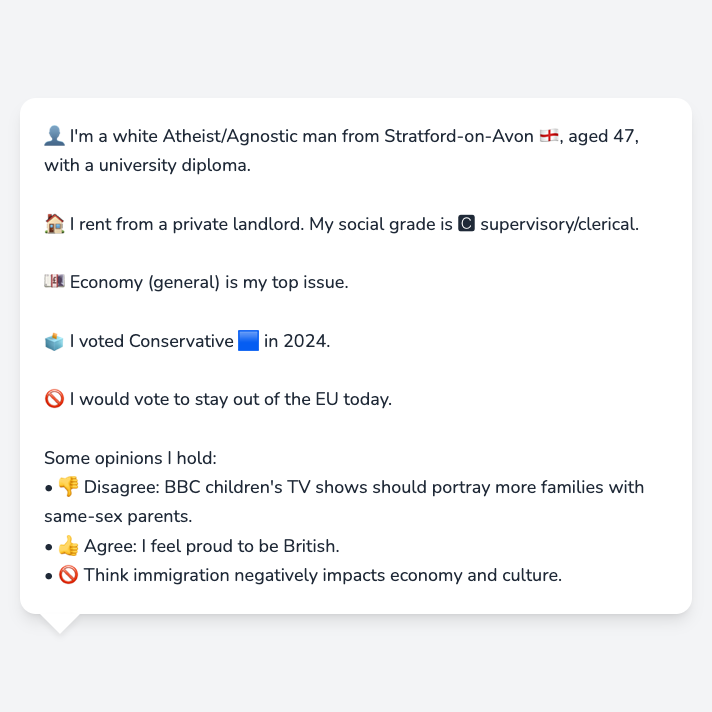 👤 I'm a white Atheist/Agnostic man from Stratford-on-Avon 🏴󠁧󠁢󠁥󠁮󠁧󠁿, aged 47,
with a university diploma.
🏠 I rent from a private landlord. My social grade is 🅲 supervisory/clerical.
💷 Economy (general) is my top issue.
🗳️ I voted Conservative 🟦 in 2024.
🚫 I would vote to stay out of the EU today.
Some opinions I hold:
• 👎 Disagree: BBC children's TV shows should portray more families with
same-sex parents.
• 👍 Agree: I feel proud to be British.
• 🚫 Think immigration negatively impacts economy and culture.